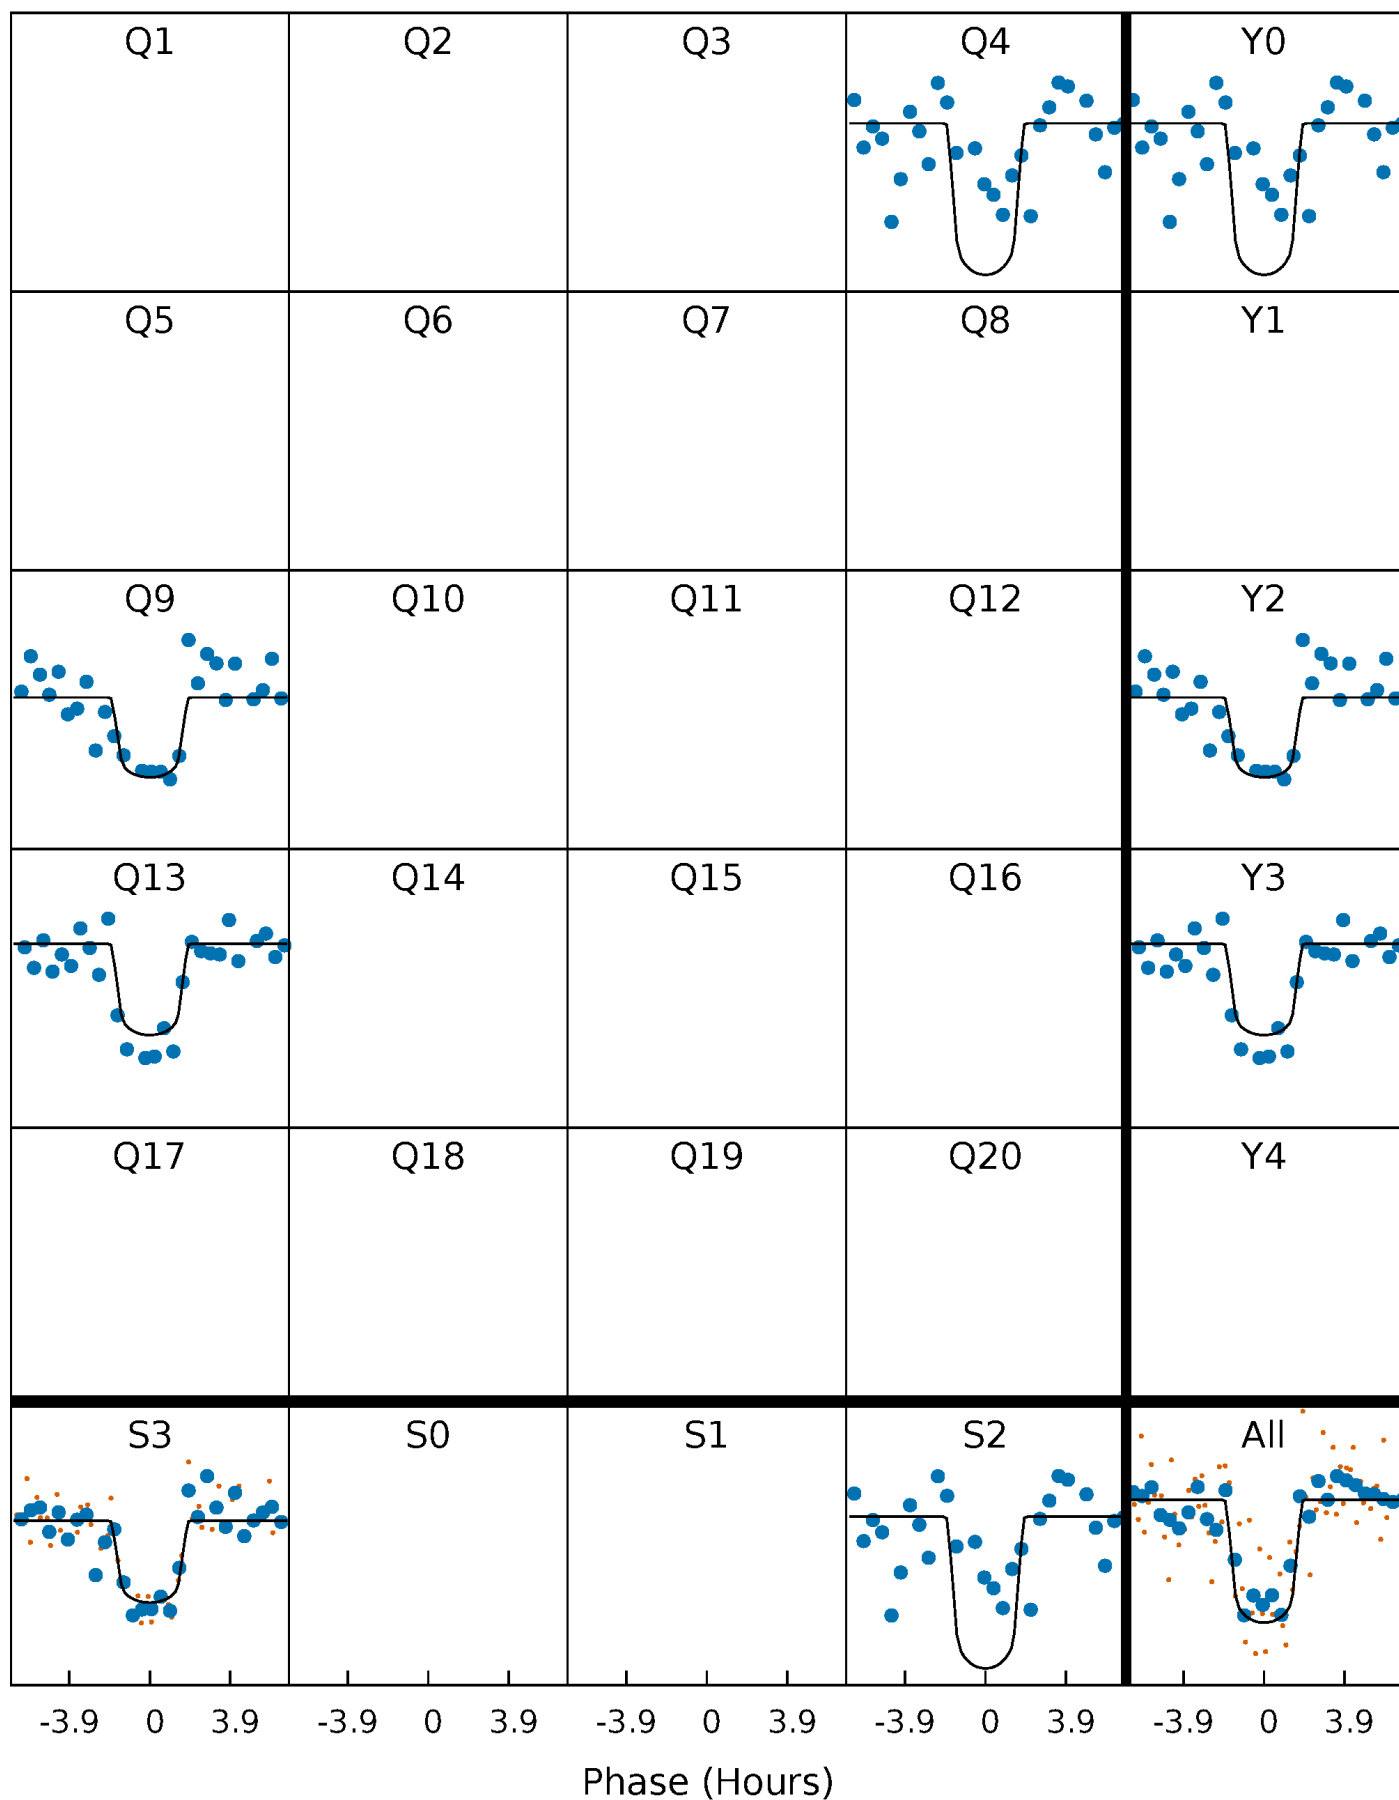 Q1 Q2 Q3 Q4 Y0
Q5 Q6 Q7 Q8 Y1
Q9 Q10 Q11 Q12 Y2
Q13 Q14 Q15 Q16 Y3
Q17 Q18 Q19 Q20 Y4
S3 S0 S1 S2 All
-3.9 0 3.9 -3.9 0 3.9 -3.9 0 3.9 -3.9 0 3.9 -3.9 0 3.9
Phase (Hours)